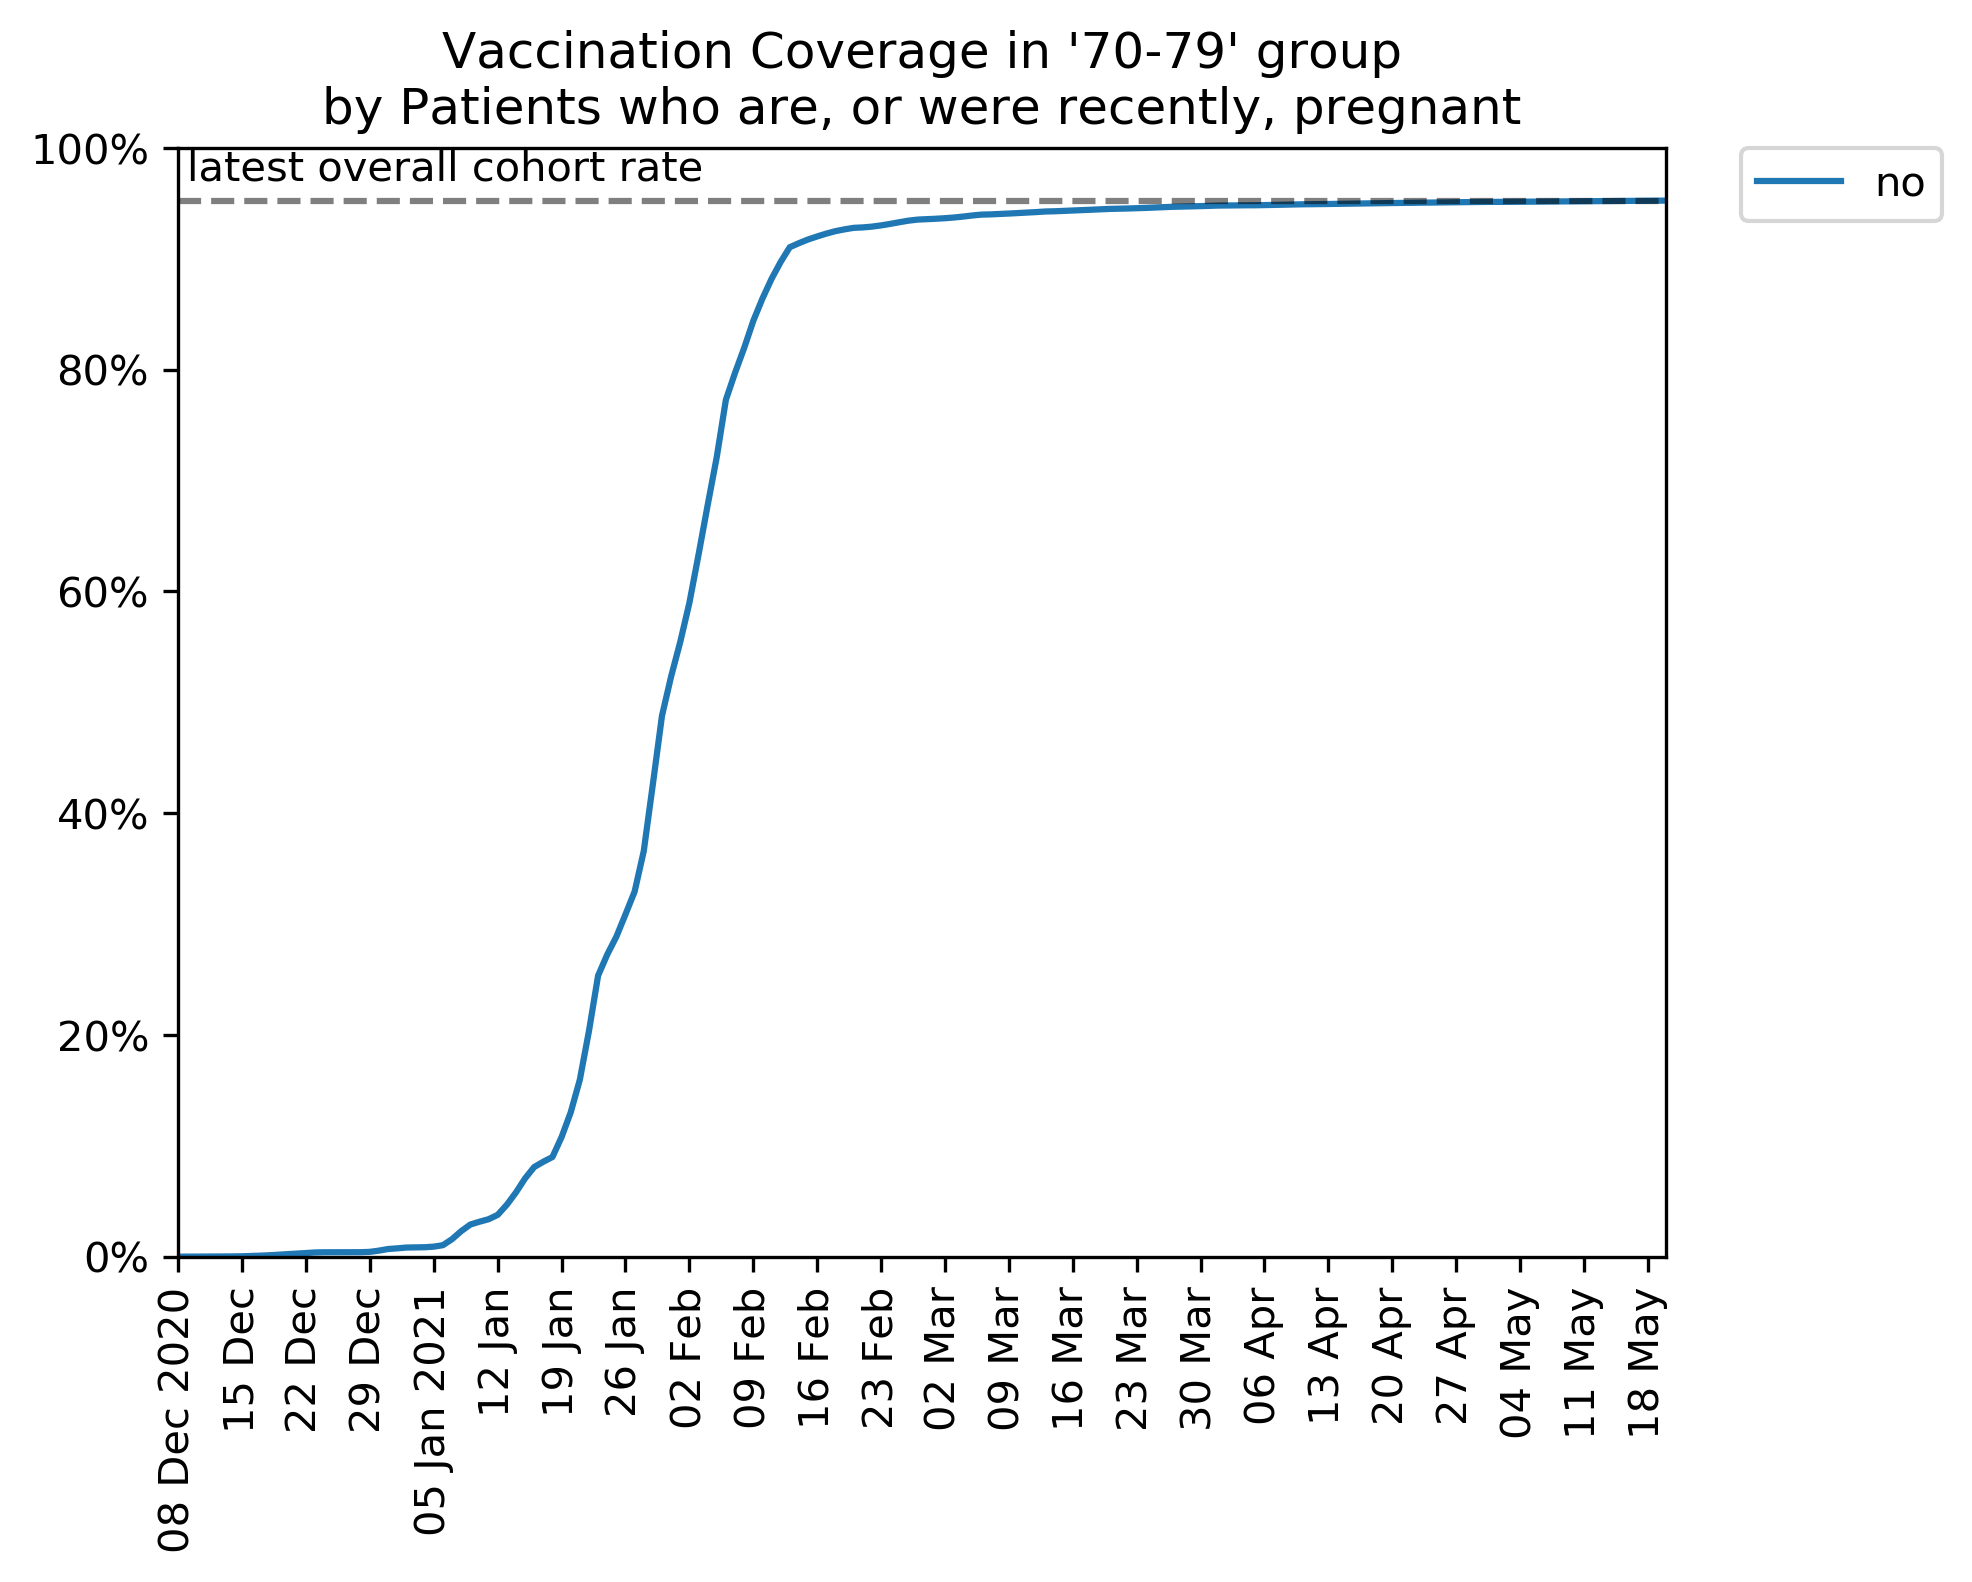 Vaccination Coverage in '70-79' group
by Patients who are, or were recently, pregnant
latest overall cohort rate
no
100%
80%
60%
40%
20%
0%
08 Dec 2020
15 Dec
22 Dec
29 Dec
05 Jan 2021
12 Jan
19 Jan
26 Jan
02 Feb
09 Feb
16 Feb
23 Feb
02 Mar
09 Mar
16 Mar
23 Mar
30 Mar
06 Apr
13 Apr
20 Apr
27 Apr
04 May
11 May
18 May